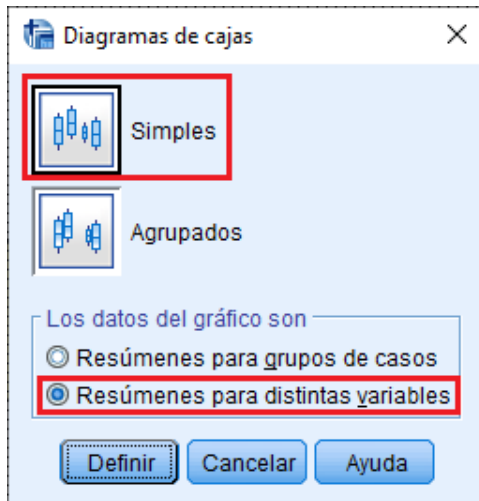 Diagramas de cajas
Simples
Agrupados
Los datos del gráfico son
Resúmenes para grupos de casos
Resúmenes para distintas variables
Definir Cancelar Ayuda